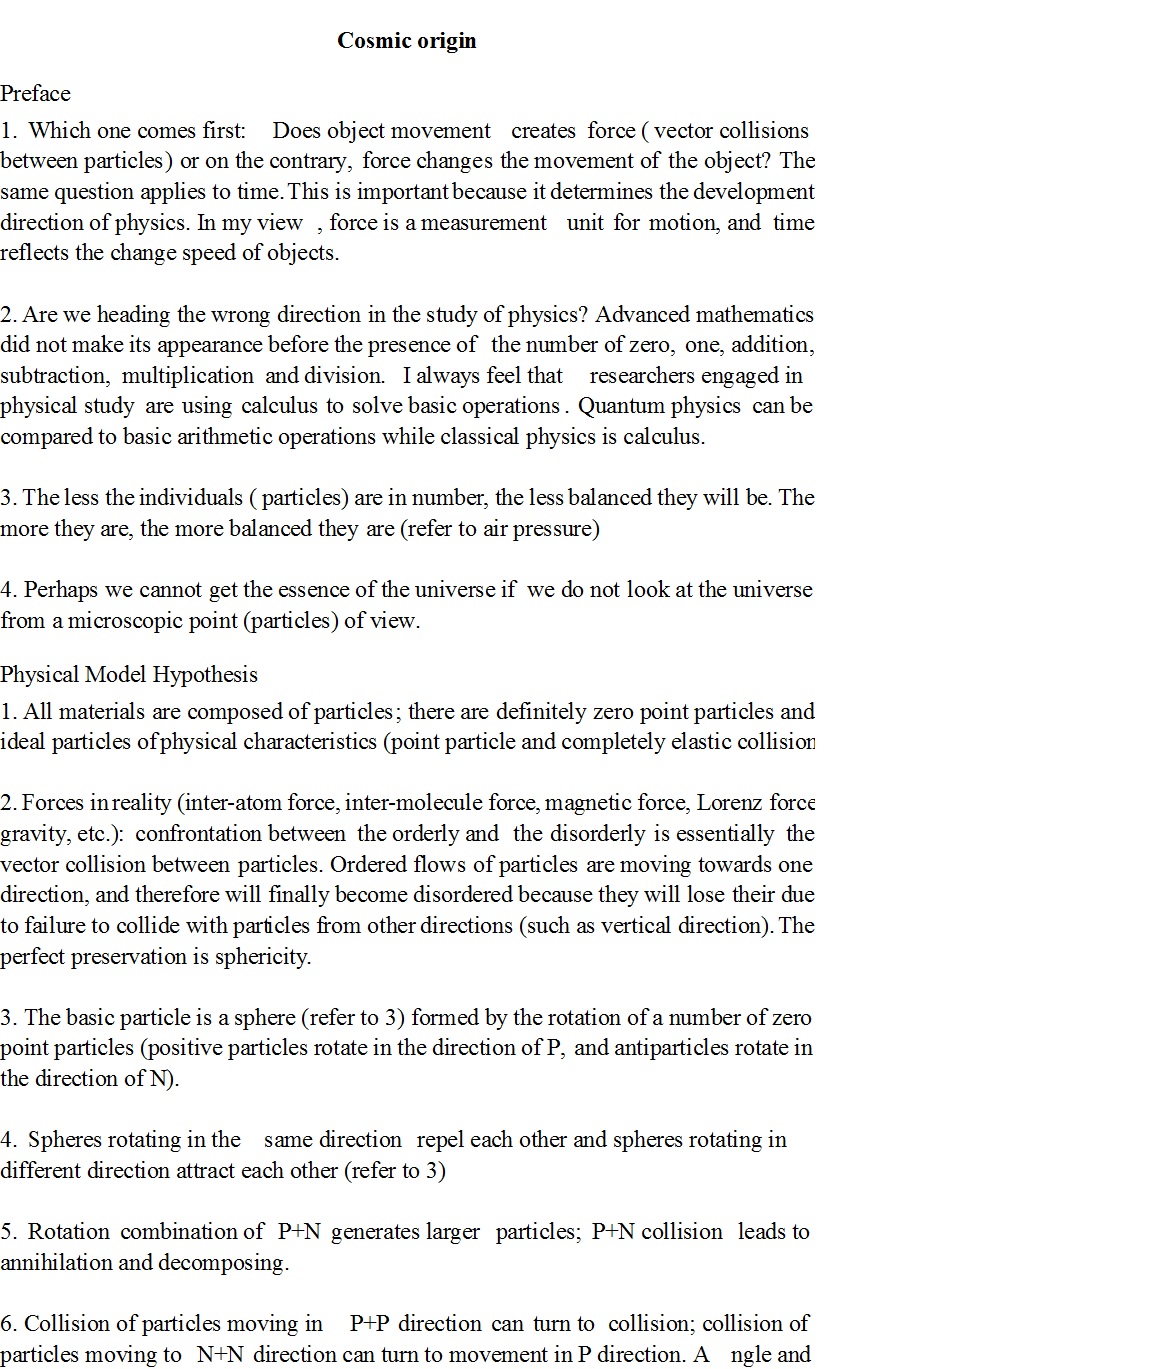 Cosmic origin
Preface
1. Which one comes first: Does object movement creates force ( vector collisions
between particles) or on the contrary, force changes the movement of the object? The
same question applies to time. This is important because it determines the development
direction of physics. In my view , force is a measurement unit for motion, and time
reflects the change speed of objects.
2. Are we heading the wrong direction in the study of physics? Advanced mathematics
did not make its appearance before the presence of the number of zero, one, addition,
subtraction, multiplication and division. I always feel that researchers engaged in
physical study are using calculus to solve basic operations . Quantum physics can be
compared to basic arithmetic operations while classical physics is calculus.
3. The less the individuals ( particles) are in number, the less balanced they will be. The
more they are, the more balanced they are (refer to air pressure)
4. Perhaps we cannot get the essence of the universe if we do not look at the universe
from a microscopic point (particles) of view.
Physical Model Hypothesis
1. All materials are composed of particles; there are definitely zero point particles and
ideal particles of physical characteristics (point particle and completely elastic collision
2. Forces in reality (inter-atom force, inter-molecule force, magnetic force, Lorenz force
gravity, etc.): confrontation between the orderly and the disorderly is essentially the
vector collision between particles. Ordered flows of particles are moving towards one
direction, and therefore will finally become disordered because they will lose their due
to failure to collide with particles from other directions (such as vertical direction). The
perfect preservation is sphericity.
3. The basic particle is a sphere (refer to 3) formed by the rotation of a number of zero
point particles (positive particles rotate in the direction of P, and antiparticles rotate in
the direction of N).
4. Spheres rotating in the same direction repel each other and spheres rotating in
different direction attract each other (refer to 3)
5. Rotation combination of P+N generates larger particles; P+N collision leads to
annihilation and decomposing.
6. Collision of particles moving in P+P direction can turn to collision; collision of
particles moving to N+N direction can turn to movement in P direction. A ngle and